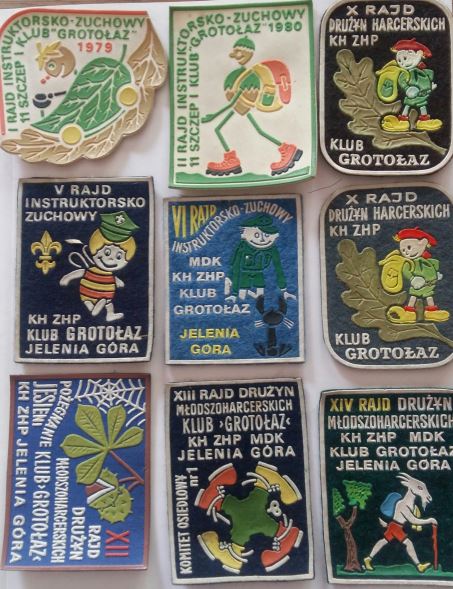 I RAJD INSTRUKTORSKO-ZUCHOWY
11 SZCZEP I KLUB "GROTOŁAZ"
1979
II RAJD INSTRUKTORSKO-ZUCHOWY
11 SZCZEP I KLUB "GROTOŁAZ" 1980
X RAJD
DRUŻYN HARCERSKICH
KH ZHP
KLUB
GROTOŁAZ
V RAJD
INSTRUKTORSKO
ZUCHOWY
KH ZHP
KLUB GROTOŁAZ
JELENIA GÓRA
VI RAJD
INSTRUKTORSKO-ZUCHOWY
MDK
KH ZHP
KLUB
GROTOŁAZ
JELENIA
GÓRA
X RAJD
DRUŻYN HARCERSKICH
KH ZHP
KLUB
GROTOŁAZ
XII
RAJD
DRUŻYN
MŁODSZOHARCERSKICH
POŻEGNANIE
JESIENI
KLUB›GROTOŁAZ‹
KH ZHP JELENIA GÓRA
XIII RAJD DRUŻYN
MŁODSZOHARCERSKICH
KLUB ›GROTOŁAZ‹
KH ZHP MDK
JELENIA GÓRA
KOMITET OSIEDLOWY
nr 1
XIV RAJD DRUŻYN
MŁODSZOHARCERSKICH
KH ZHP MDK
KLUB GROTOŁAZ
JELENIA GÓRA